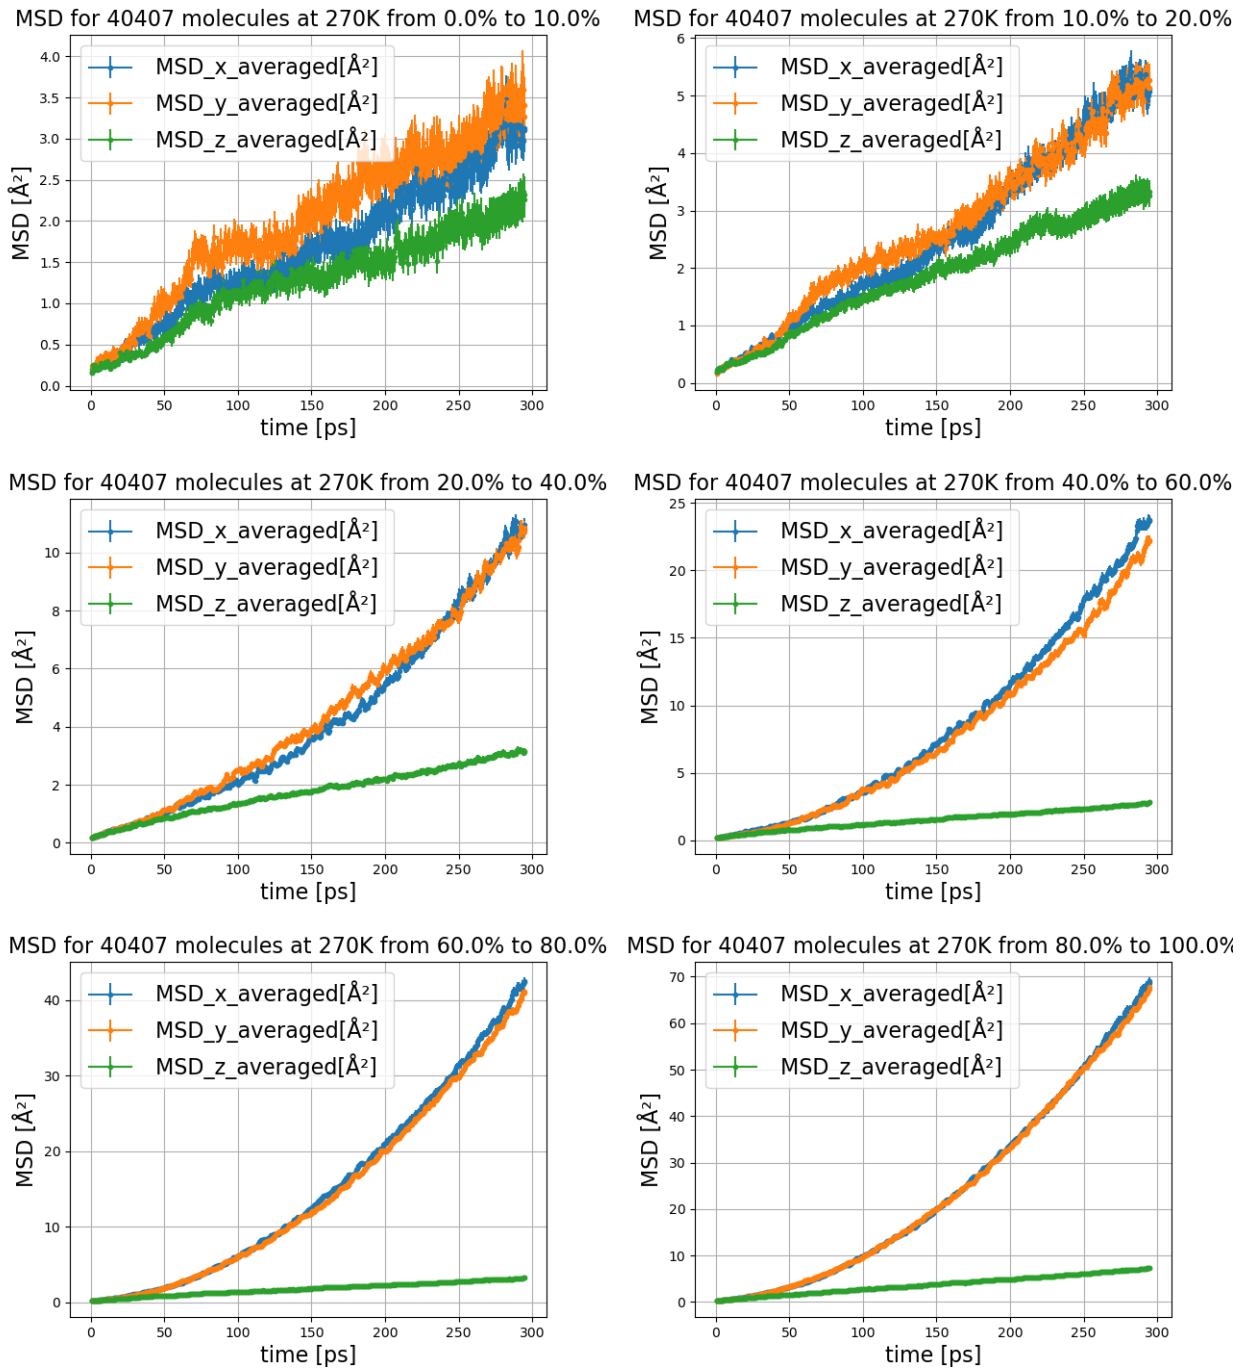 MSD for 40407 molecules at 270K from 0.0% to 10.0%
MSD_x_averaged[Å²]
MSD_y_averaged[Å²]
MSD_z_averaged[Å²]
MSD [Å²]
4.0
3.5
3.0
2.5
2.0
1.5
1.0
0.5
0.0
0 50 100 150 200 250 300
time [ps]
MSD for 40407 molecules at 270K from 10.0% to 20.0%
MSD_x_averaged[Å²]
MSD_y_averaged[Å²]
MSD_z_averaged[Å²]
MSD [Å²]
6
5
4
3
2
1
0
0 50 100 150 200 250 300
time [ps]
MSD for 40407 molecules at 270K from 20.0% to 40.0%
MSD_x_averaged[Å²]
MSD_y_averaged[Å²]
MSD_z_averaged[Å²]
MSD [Å²]
10
8
6
4
2
0
0 50 100 150 200 250 300
time [ps]
MSD for 40407 molecules at 270K from 40.0% to 60.0%
MSD_x_averaged[Å²]
MSD_y_averaged[Å²]
MSD_z_averaged[Å²]
MSD [Å²]
25
20
15
10
5
0
0 50 100 150 200 250 300
time [ps]
MSD for 40407 molecules at 270K from 60.0% to 80.0%
MSD_x_averaged[Å²]
MSD_y_averaged[Å²]
MSD_z_averaged[Å²]
MSD [Å²]
40
30
20
10
0
0 50 100 150 200 250 300
time [ps]
MSD for 40407 molecules at 270K from 80.0% to 100.0%
MSD_x_averaged[Å²]
MSD_y_averaged[Å²]
MSD_z_averaged[Å²]
MSD [Å²]
70
60
50
40
30
20
10
0
0 50 100 150 200 250 300
time [ps]